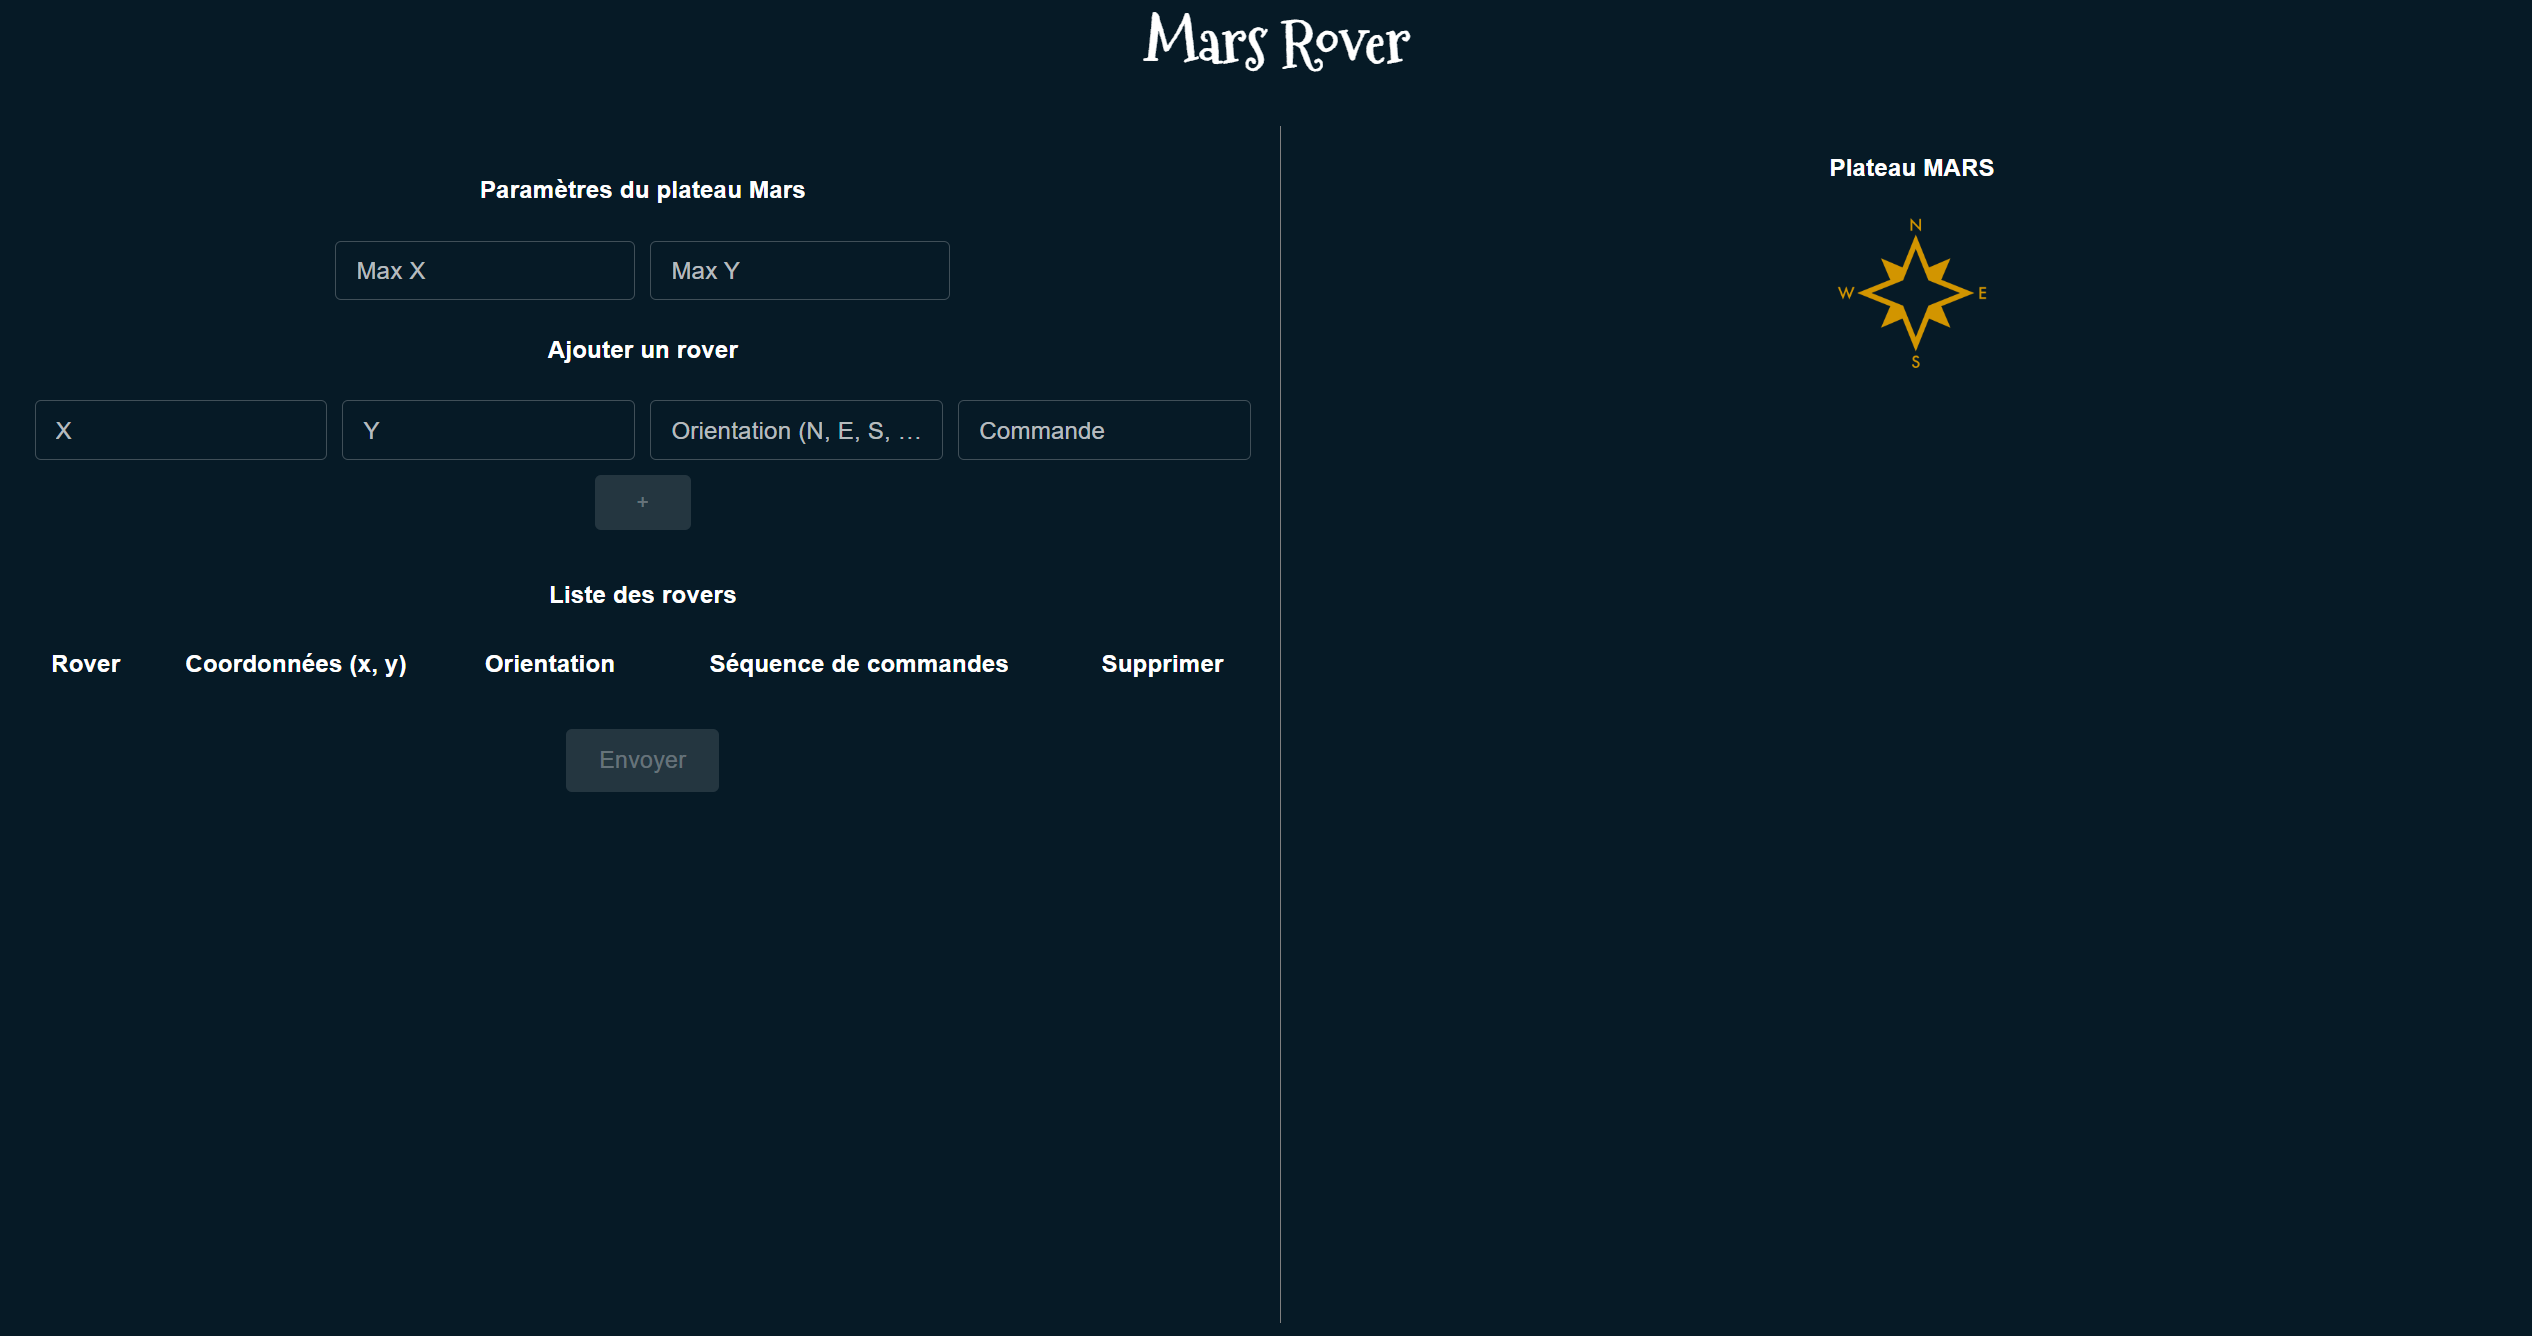 Mars Rover
Paramètres du plateau Mars
Max X
Max Y
Ajouter un rover
X
Y
Orientation (N, E, S, …
Commande
+
Liste des rovers
Rover
Coordonnées (x, y)
Orientation
Séquence de commandes
Supprimer
Envoyer
Plateau MARS
N
W
E
S